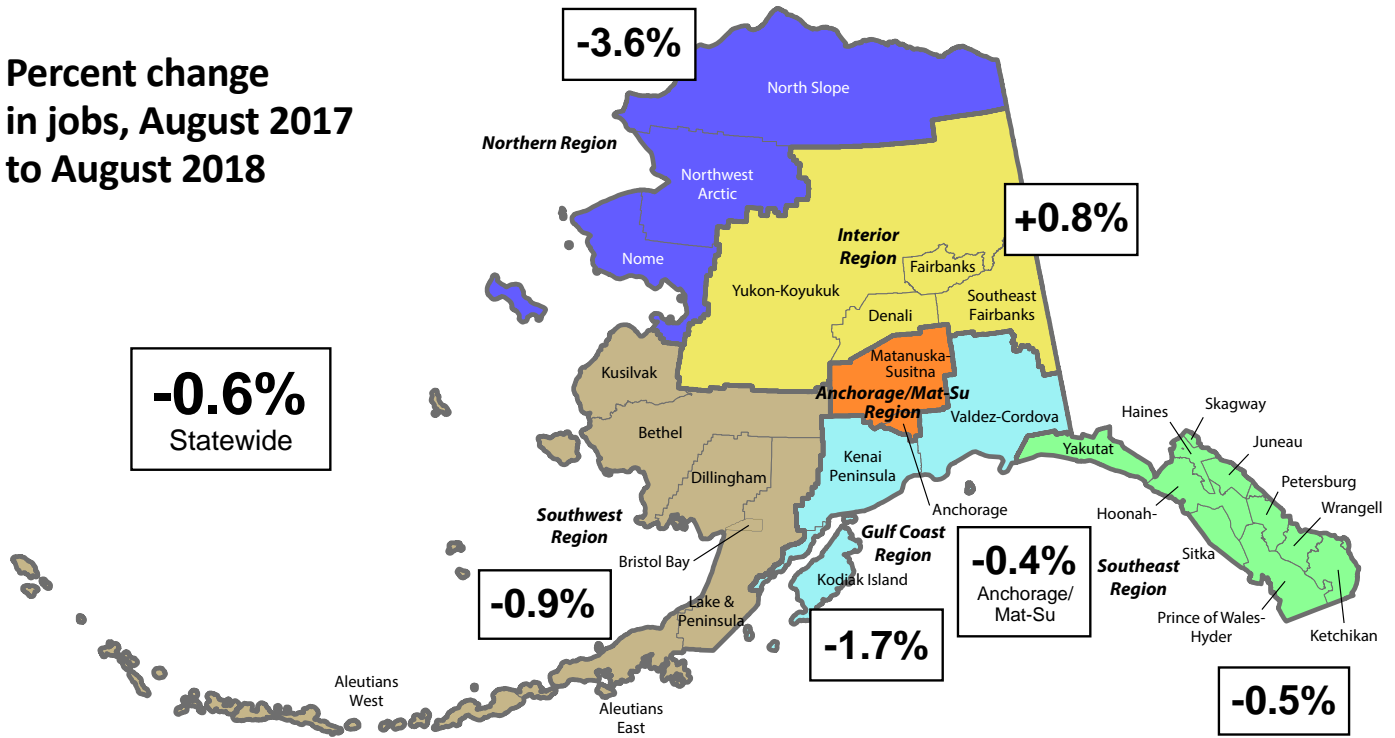 Percent change
in jobs, August 2017
to August 2018
-3.6%
North Slope
Northern Region
Northwest
Arctic
Nome
+0.8%
Interior
Region
Fairbanks
Yukon-Koyukuk
Southeast
Fairbanks
Denali
-0.6%
Statewide
Kusilvak
Matanuska-
Susitna
Anchorage/Mat-Su
Region
Valdez-Cordova
Haines
Skagway
Juneau
Bethel
Yakutat
Kenai
Peninsula
Dillingham
Petersburg
Wrangell
Anchorage
Hoonah-
Southwest
Region
Gulf Coast
Region
Bristol Bay
-0.4%
Anchorage/
Mat-Su
Sitka
Southeast
Region
Kodiak Island
-0.9%
Lake &
Peninsula
Prince of Wales-
Hyder
Ketchikan
-1.7%
Aleutians
West
Aleutians
East
-0.5%